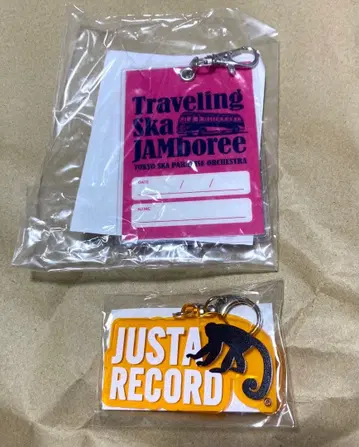 Traveling
Ska
JAMboree
TOKYO SKA PARADISE ORCHESTRA
DATE
/ / /
NAME
JUSTA
RECORD
®